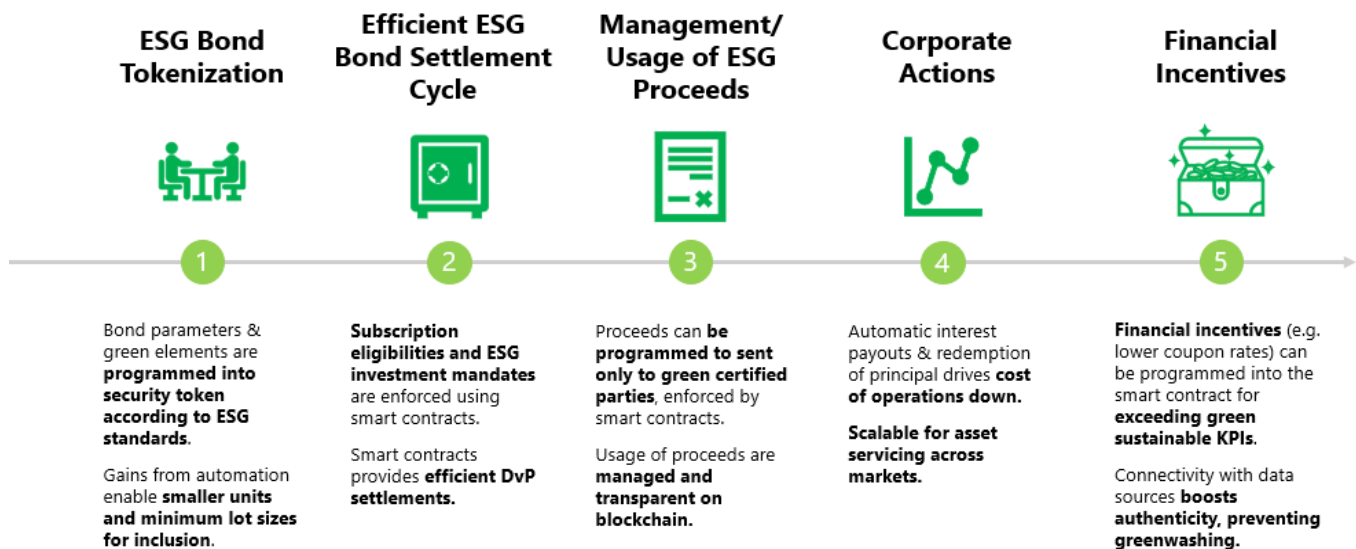 ESG Bond
Tokenization
Efficient ESG
Bond Settlement
Cycle
Management/
Usage of ESG
Proceeds
Corporate
Actions
Financial
Incentives
1
2
3
4
5
Bond parameters &
green elements are
programmed into
security token
according to ESG
standards.
Gains from automation
enable smaller units
and minimum lot sizes
for inclusion.
Subscription
eligibilities and ESG
investment mandates
are enforced using
smart contracts.
Smart contracts
provides efficient DvP
settlements.
Proceeds can be
programmed to sent
only to green certified
parties, enforced by
smart contracts.
Usage of proceeds are
managed and
transparent on
blockchain.
Automatic interest
payouts & redemption
of principal drives cost
of operations down.
Scalable for asset
servicing across
markets.
Financial incentives (e.g.
lower coupon rates) can
be programmed into the
smart contract for
exceeding green
sustainable KPIs.
Connectivity with data
sources boosts
authenticity, preventing
greenwashing.